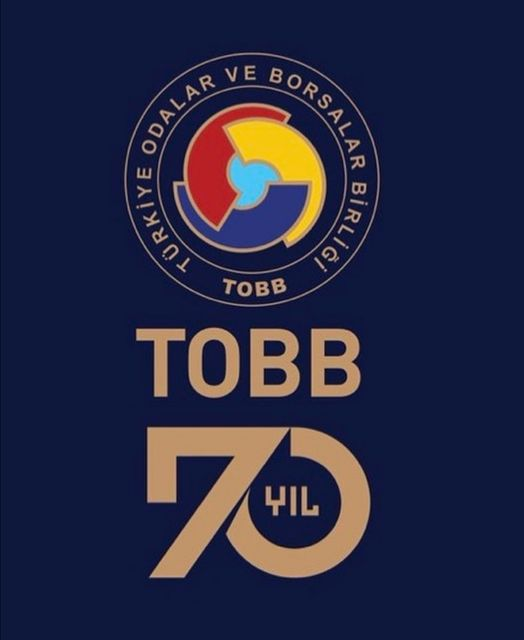 TÜRKİYE ODALAR VE BORSALAR BİRLİĞİ
TOBB
TOBB
70
YIL